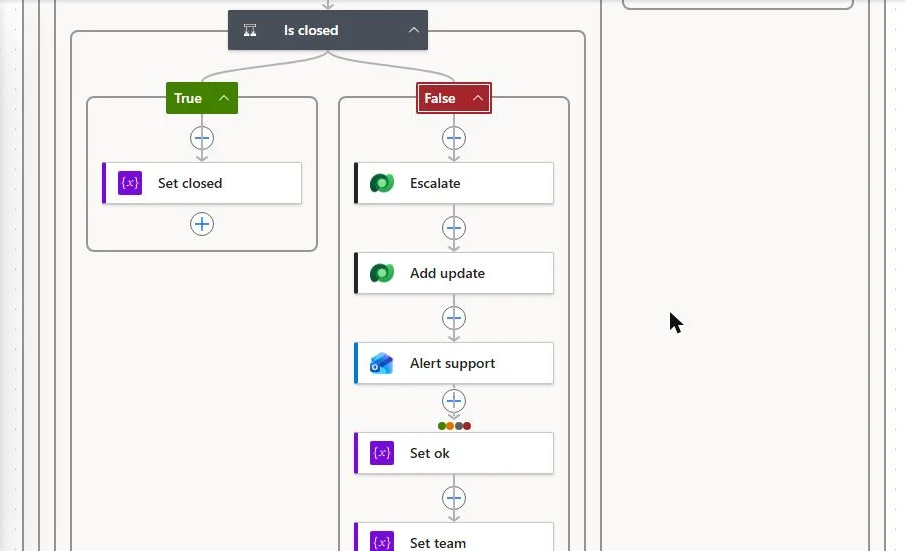 Is closed
True
False
{x} Set closed
Escalate
Add update
Alert support
{x} Set ok
{x} Set team